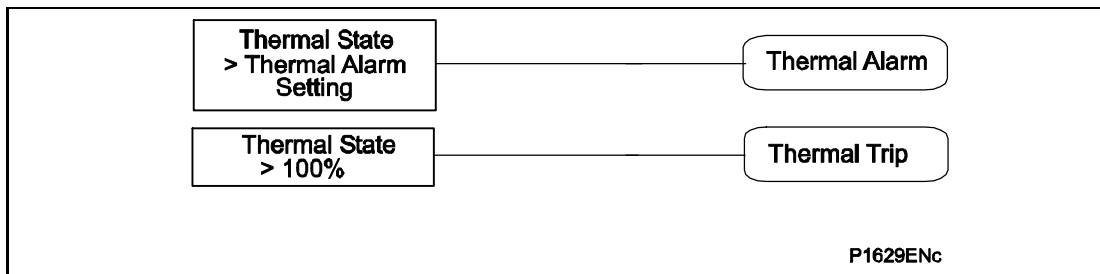 Thermal State
> Thermal Alarm
Setting
Thermal Alarm
Thermal State
> 100%
Thermal Trip
P1629ENc